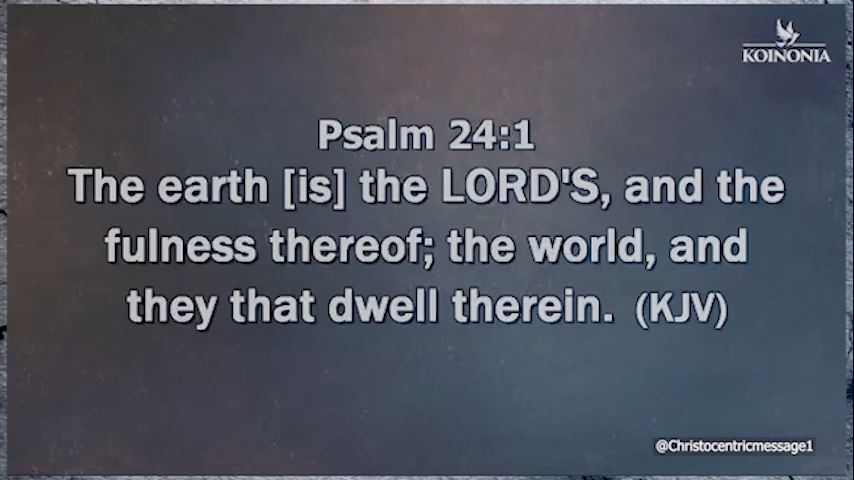 KOINONIA
Psalm 24:1
The earth [is] the LORD'S, and the
fulness thereof; the world, and
they that dwell therein. (KJV)
@Christocentricmessage1